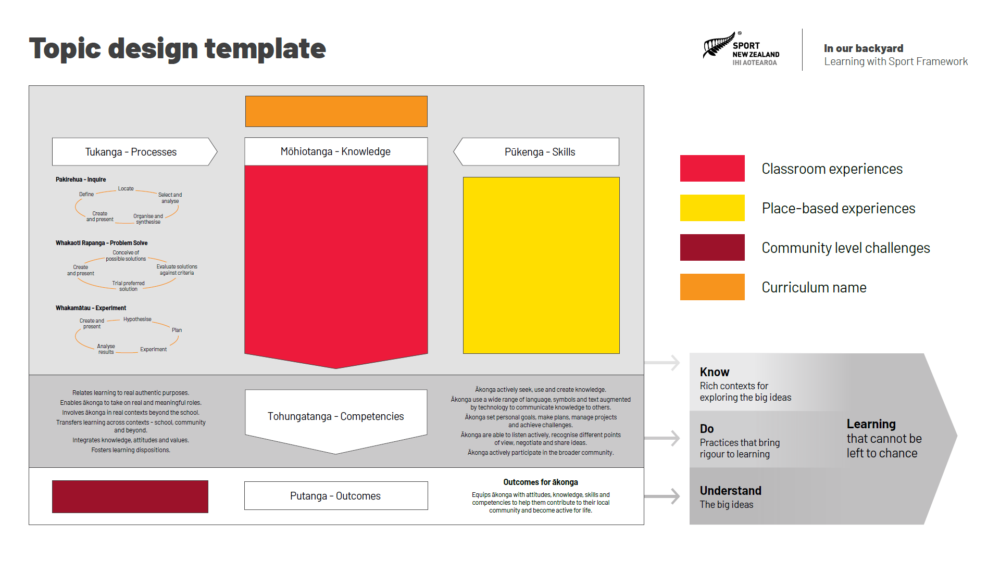 Topic design template
SPORT
NEW ZEALAND
IHI AOTEAROA
In our backyard
Learning with Sport Framework
Tukanga - Processes
Mōhiotanga - Knowledge
Pūkenga - Skills
Pakirehua - Inquire
Locate
Define
Select and
analyse
Create
and present
Organise and
synthesise
Whakaoti Rapanga - Problem Solve
Conceive of
possible solutions
Create
and present
Evaluate solutions
against criteria
Trial preferred
solution
Whakamātau - Experiment
Create and
present
Hypothesise
Plan
Analyse
results
Experiment
Classroom experiences
Place-based experiences
Community level challenges
Curriculum name
Relates learning to real authentic purposes.
Enables ākonga to take on real and meaningful roles.
Involves ākonga in real contexts beyond the school.
Transfers learning across contexts - school, community
and beyond.
Integrates knowledge, attitudes and values.
Fosters learning dispositions.
Tohungatanga - Competencies
Ākonga actively seek, use and create knowledge.
Ākonga use a wide range of language, symbols and text augmented
by technology to communicate knowledge to others.
Ākonga set personal goals, make plans, manage projects
and achieve challenges.
Ākonga are able to listen actively, recognise different points
of view, negotiate and share ideas.
Ākonga actively participate in the broader community.
Putanga - Outcomes
Outcomes for ākonga
Equips ākonga with attitudes, knowledge, skills and
competencies to help them contribute to their local
community and become active for life.
Know
Rich contexts for
exploring the big ideas
Do
Practices that bring
rigour to learning
Understand
The big ideas
Learning
that cannot be
left to chance